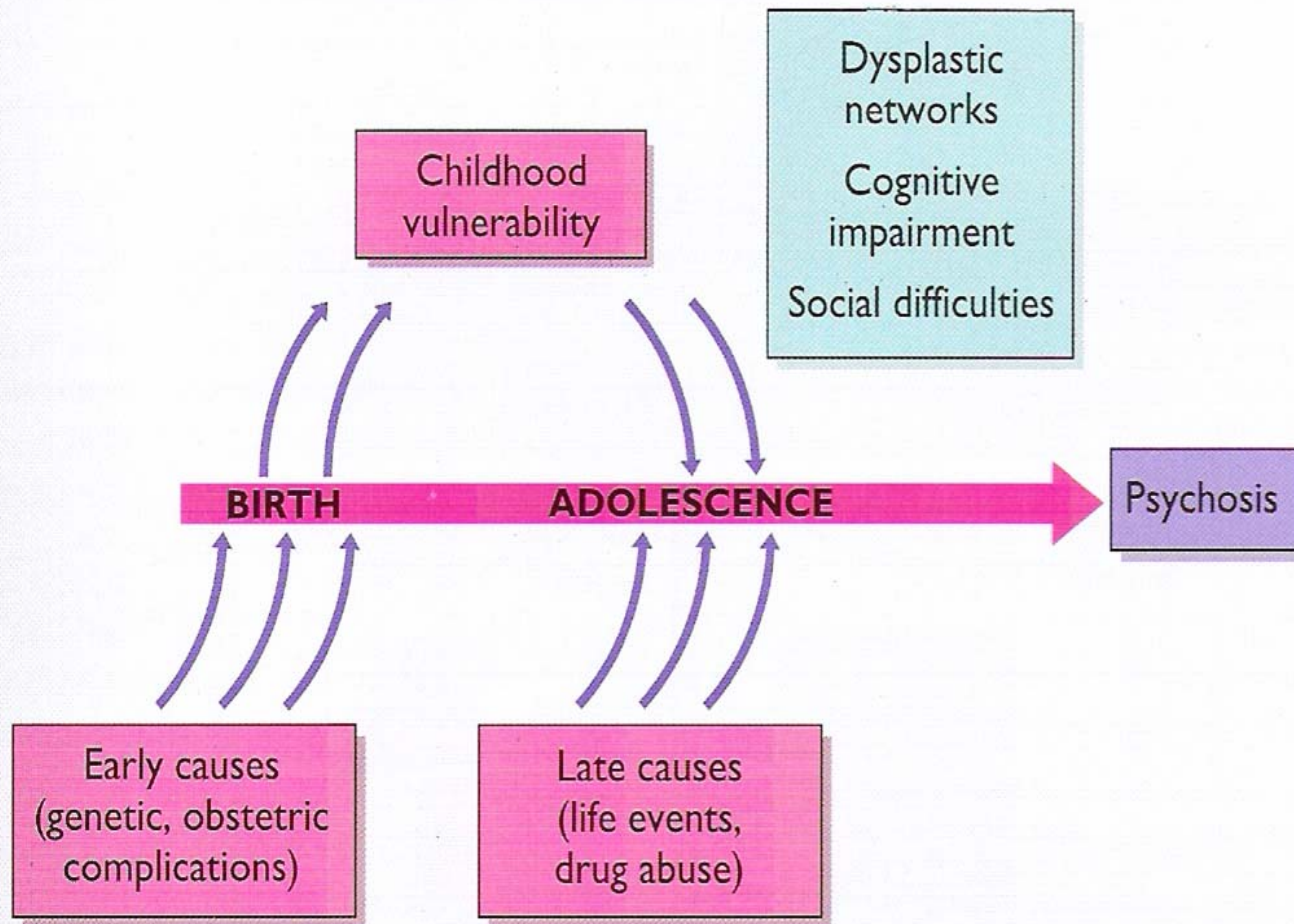 Dysplastic
networks
Cognitive
impairment
Social difficulties
Childhood
vulnerability
BIRTH
ADOLESCENCE
Psychosis
Early causes
(genetic, obstetric
complications)
Late causes
(life events,
drug abuse)